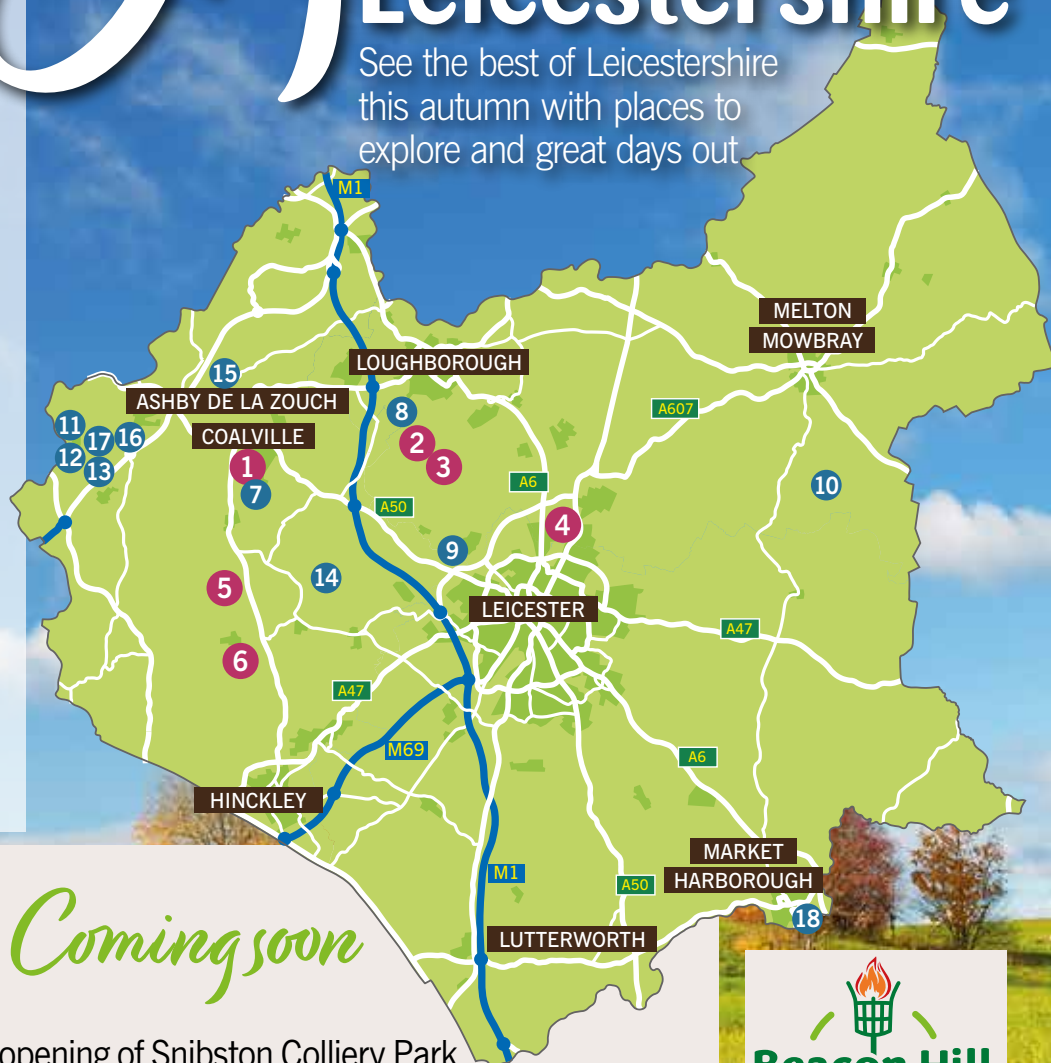 Leicestershire
See the best of Leicestershire
this autumn with places to
explore and great days out
M1
MELTON
MOWBRAY
LOUGHBOROUGH
15
ASHBY DE LA ZOUCH
8
A607
11
17
16
COALVILLE
2
12
13
1
3
7
A6
10
A50
4
9
14
5
LEICESTER
A47
6
A47
M69
A6
HINCKLEY
MARKET
HARBOROUGH
M1
A50
18
LUTTERWORTH
Coming soon
opening of Snibston Colliery Park
Beacon Hill